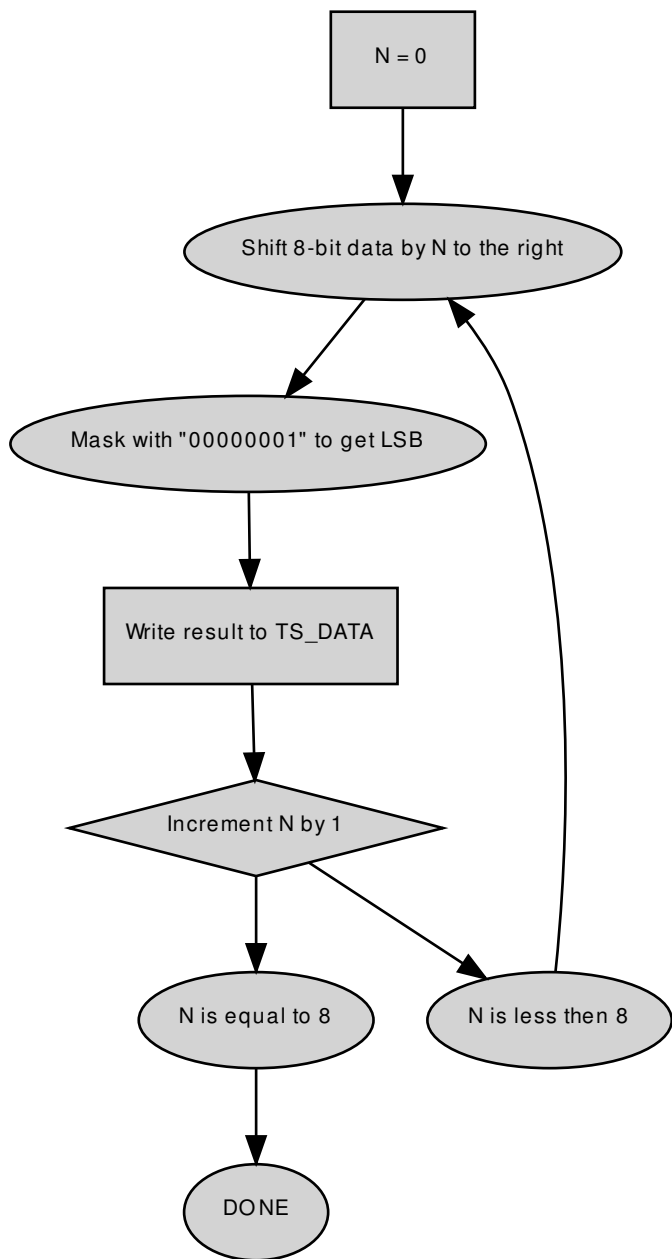 N = 0
Shift 8-bit data by N to the right
Mask with "00000001" to get LSB
Write result to TS_DATA
Increment N by 1
N is equal to 8
N is less then 8
DONE